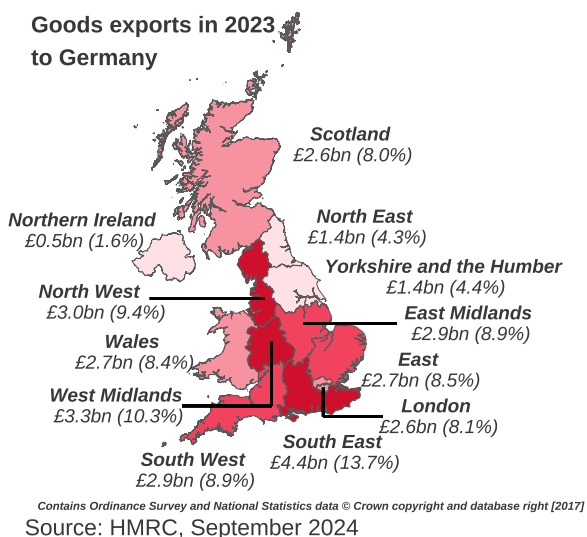 Goods exports in 2023
to Germany
Scotland
£2.6bn (8.0%)
Northern Ireland
£0.5bn (1.6%)
North East
£1.4bn (4.3%)
Yorkshire and the Humber
£1.4bn (4.4%)
North West
£3.0bn (9.4%)
East Midlands
£2.9bn (8.9%)
Wales
£2.7bn (8.4%)
East
£2.7bn (8.5%)
West Midlands
£3.3bn (10.3%)
London
£2.6bn (8.1%)
South East
£4.4bn (13.7%)
South West
£2.9bn (8.9%)
Contains Ordinance Survey and National Statistics data © Crown copyright and database right [2017]
Source: HMRC, September 2024